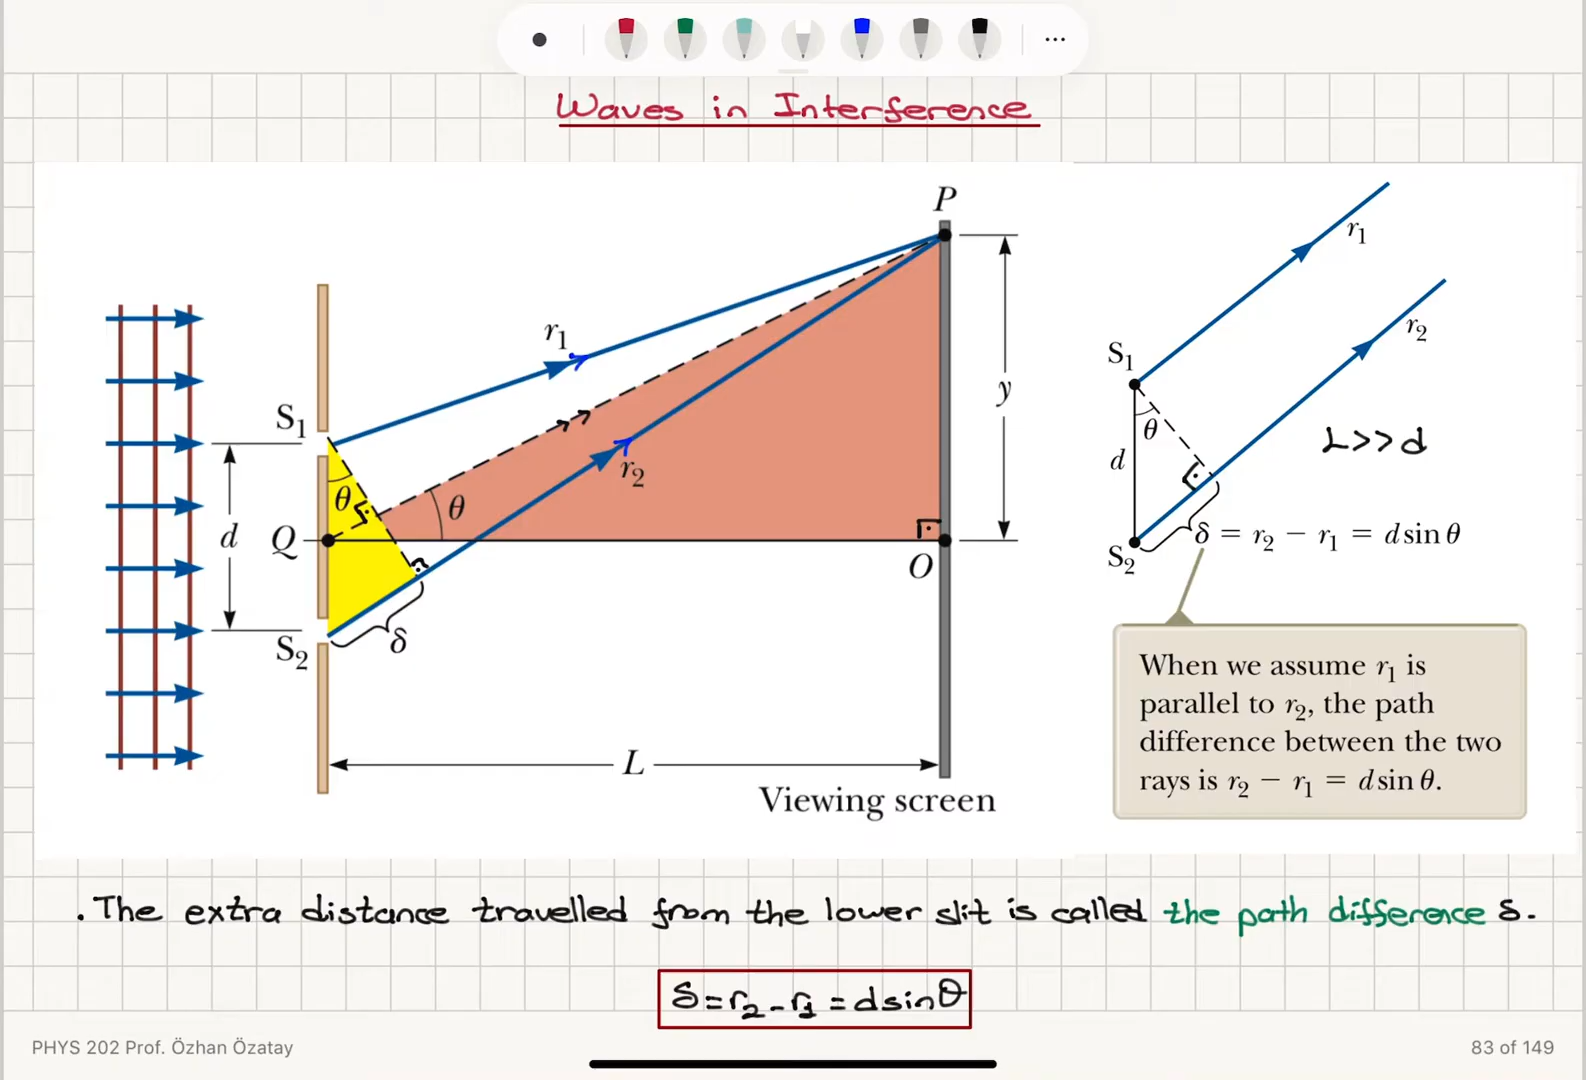 Waves in Interference
P
r₁
r₁
y
r₂
r₂
S₁
S₁
θ
L>>d
d
θ
θ
d
Q
O
δ = r₂ − r₁ = d sin θ
S₂
S₂
δ
When we assume r₁ is
parallel to r₂, the path
difference between the two
rays is r₂ − r₁ = d sin θ.
L
Viewing screen
. The extra distance travelled from the lower slit is called the path difference δ.
δ = r₂ - r₁ = d sin θ
PHYS 202 Prof. Özhan Özatay
83 of 149